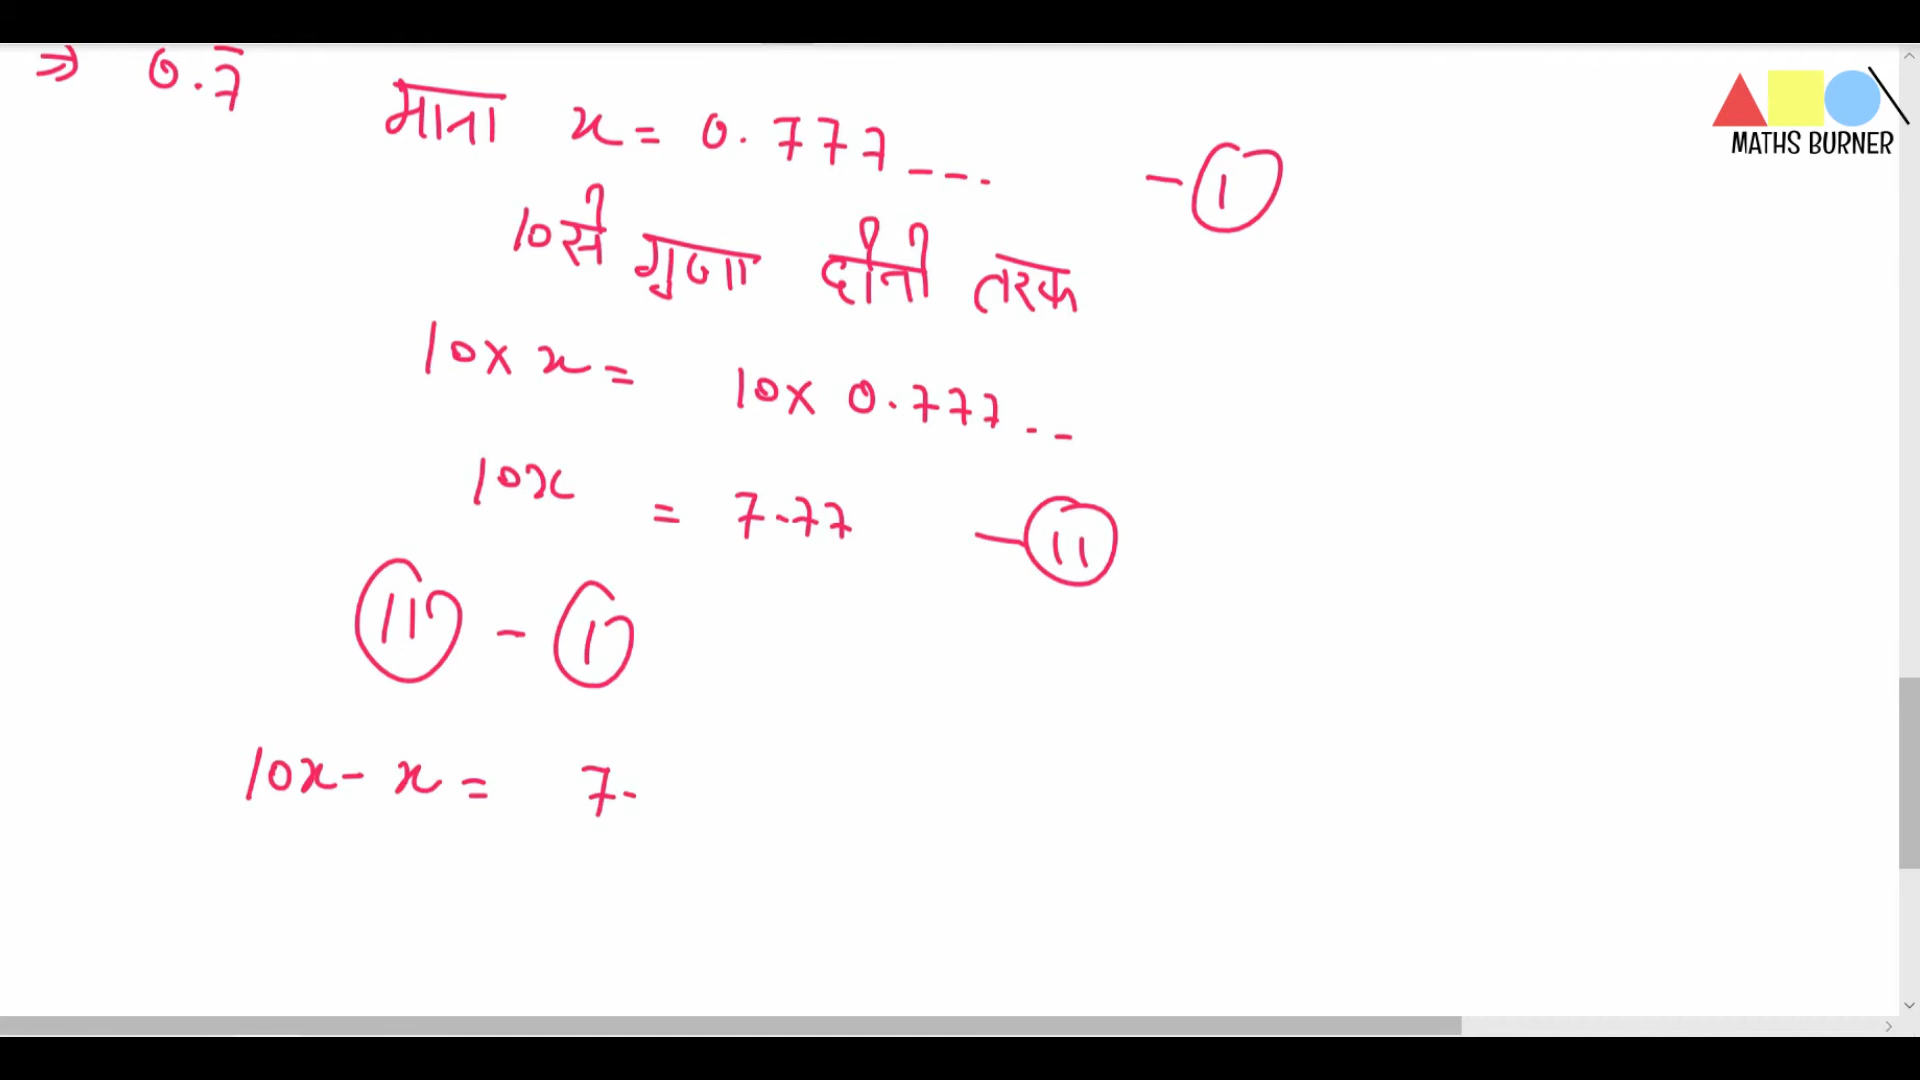 ⇒ 0.7̅
माना x = 0.777---. - (1)
MATHS BURNER
10 से गुणा दोनो तरफ
10 × x = 10 × 0.777..
10x = 7.77 - (11)
(11) - (1)
10x - x = 7.